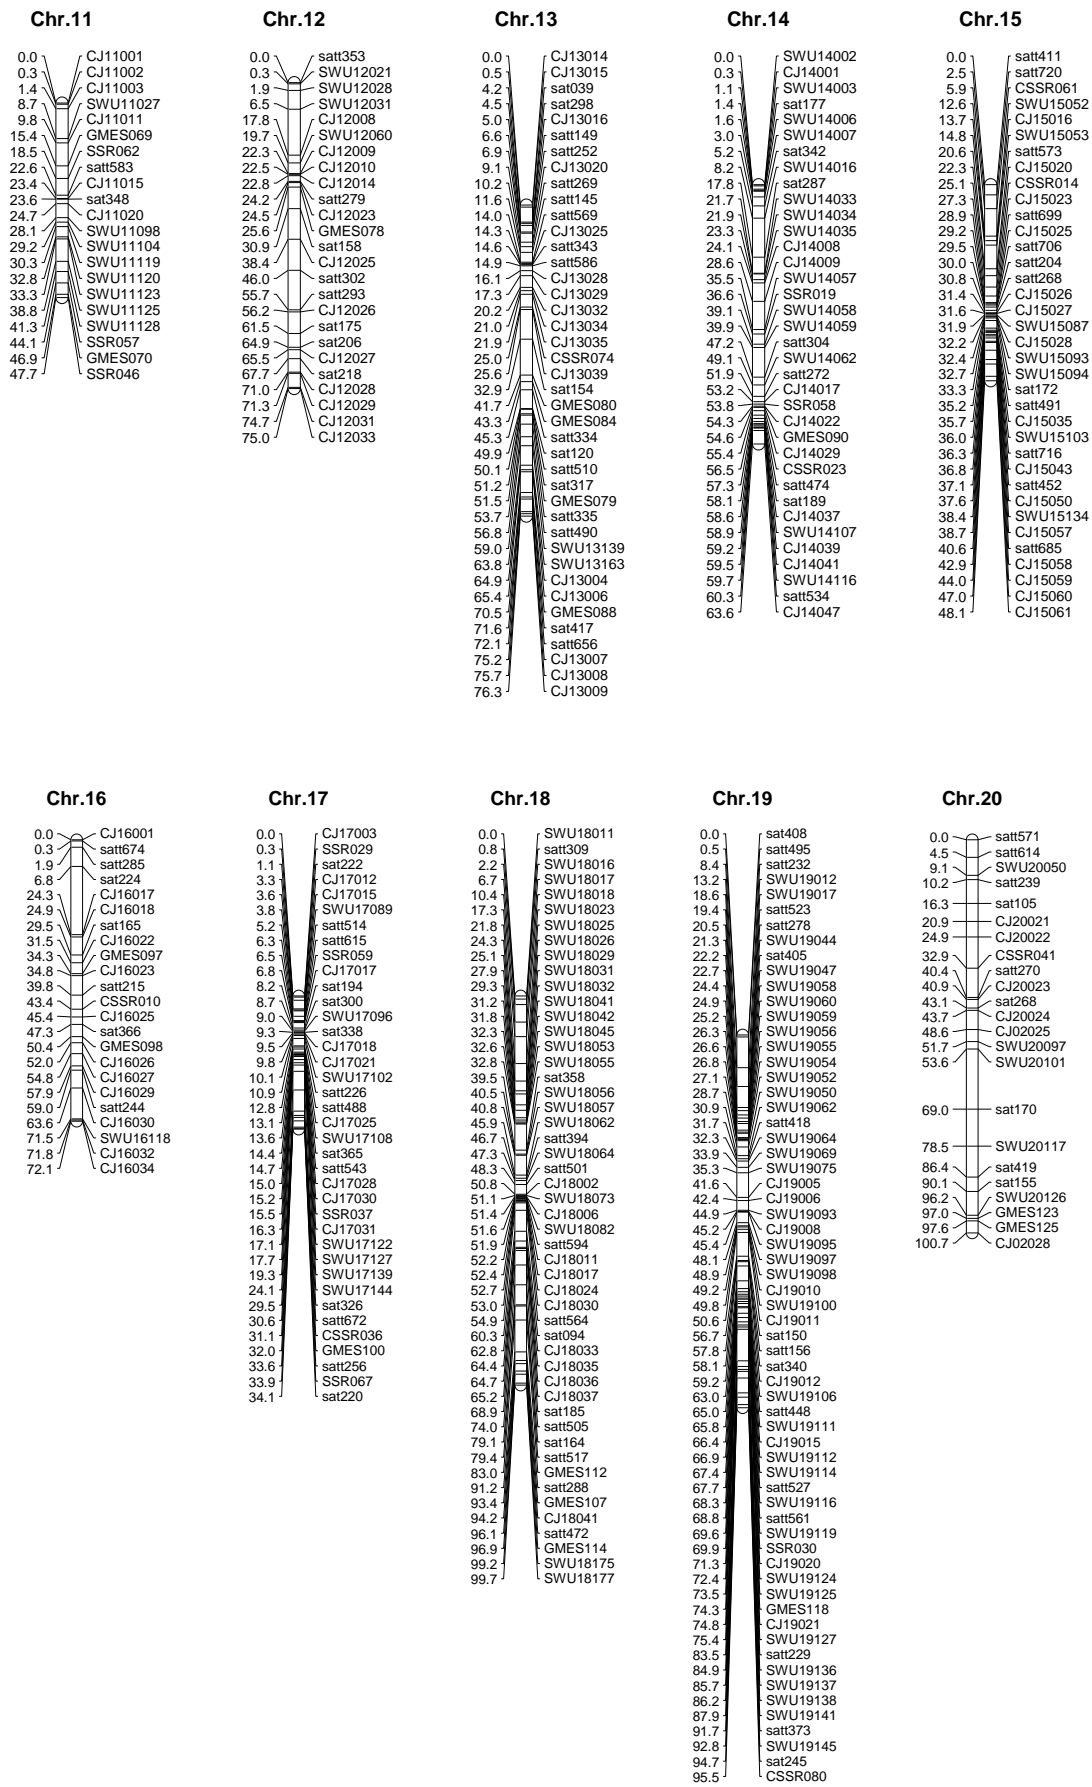 Chr.11
0.0 CJ11001
0.3 CJ11002
1.4 CJ11003
8.7 SWU11027
9.8 CJ11011
15.4 GMES069
18.5 SSR062
22.6 satt583
23.4 CJ11015
23.6 sat348
24.7 CJ11020
28.1 SWU11098
29.2 SWU11104
30.3 SWU11119
32.8 SWU11120
33.3 SWU11123
38.8 SWU11125
41.3 SWU11128
44.1 SSR057
46.9 GMES070
47.7 SSR046
Chr.12
0.0 satt353
0.3 SWU12021
1.9 SWU12028
6.5 SWU12031
17.8 CJ12008
19.7 SWU12060
22.3 CJ12009
22.5 CJ12010
22.8 CJ12014
24.2 satt279
24.5 CJ12023
25.6 GMES078
30.9 sat158
38.4 CJ12025
46.0 satt302
55.7 satt293
56.2 CJ12026
61.5 sat175
64.9 sat206
65.5 CJ12027
67.7 sat218
71.0 CJ12028
71.3 CJ12029
74.7 CJ12031
75.0 CJ12033
Chr.13
0.0 CJ13014
0.5 CJ13015
4.2 sat039
4.5 sat298
5.0 CJ13016
6.6 satt149
6.9 satt252
9.1 CJ13020
10.2 satt269
11.6 satt145
14.0 satt569
14.3 CJ13025
14.6 satt343
14.9 satt586
16.1 CJ13028
17.3 CJ13029
20.2 CJ13032
21.0 CJ13034
21.9 CJ13035
25.0 CSSR074
25.6 CJ13039
32.9 sat154
41.7 GMES080
43.3 GMES084
45.3 satt334
49.9 sat120
50.1 satt510
51.2 sat317
51.5 GMES079
53.7 satt335
56.8 satt490
59.0 SWU13139
63.8 SWU13163
64.9 CJ13004
65.4 CJ13006
70.5 GMES088
71.6 sat417
72.1 satt656
75.2 CJ13007
75.7 CJ13008
76.3 CJ13009
Chr.14
0.0 SWU14002
0.3 CJ14001
1.1 SWU14003
1.4 sat177
1.6 SWU14006
3.0 SWU14007
5.2 sat342
8.2 SWU14016
17.8 sat287
21.7 SWU14033
21.9 SWU14034
23.3 SWU14035
24.1 CJ14008
28.6 CJ14009
35.5 SWU14057
36.6 SSR019
39.1 SWU14058
39.9 SWU14059
47.2 satt304
49.1 SWU14062
51.9 satt272
53.2 CJ14017
53.8 SSR058
54.3 CJ14022
54.6 GMES090
55.4 CJ14029
56.5 CSSR023
57.3 satt474
58.1 sat189
58.6 CJ14037
58.9 SWU14107
59.2 CJ14039
59.5 CJ14041
59.7 SWU14116
60.3 satt534
63.6 CJ14047
Chr.15
0.0 satt411
2.5 satt720
5.9 CSSR061
12.6 SWU15052
13.7 CJ15016
14.8 SWU15053
20.6 satt573
22.3 CJ15020
25.1 CSSR014
27.3 CJ15023
28.9 satt699
29.2 CJ15025
29.5 satt706
30.0 satt204
30.8 satt268
31.4 CJ15026
31.6 CJ15027
31.9 SWU15087
32.2 CJ15028
32.4 SWU15093
32.7 SWU15094
33.3 sat172
35.2 satt491
35.7 CJ15035
36.0 SWU15103
36.3 satt716
36.8 CJ15043
37.1 satt452
37.6 CJ15050
38.4 SWU15134
38.7 CJ15057
40.6 satt685
42.9 CJ15058
44.0 CJ15059
47.0 CJ15060
48.1 CJ15061
Chr.16
0.0 CJ16001
0.3 satt674
1.9 satt285
6.8 sat224
24.3 CJ16017
24.9 CJ16018
29.5 sat165
31.5 CJ16022
34.3 GMES097
34.8 CJ16023
39.8 satt215
43.4 CSSR010
45.4 CJ16025
47.3 sat366
50.4 GMES098
52.0 CJ16026
54.8 CJ16027
57.9 CJ16029
59.0 satt244
63.6 CJ16030
71.5 SWU16118
71.8 CJ16032
72.1 CJ16034
Chr.17
0.0 CJ17003
0.3 SSR029
1.1 sat222
3.3 CJ17012
3.6 CJ17015
3.8 SWU17089
5.2 satt514
6.3 satt615
6.5 SSR059
6.8 CJ17017
8.2 sat194
8.7 sat300
9.0 SWU17096
9.3 sat338
9.5 CJ17018
9.8 CJ17021
10.1 SWU17102
10.9 satt226
12.8 satt488
13.1 CJ17025
13.6 SWU17108
14.4 sat365
14.7 satt543
15.0 CJ17028
15.2 CJ17030
15.5 SSR037
16.3 CJ17031
17.1 SWU17122
17.7 SWU17127
19.3 SWU17139
24.1 SWU17144
29.5 sat326
30.6 satt672
31.1 CSSR036
32.0 GMES100
33.6 satt256
33.9 SSR067
34.1 sat220
Chr.18
0.0 SWU18011
0.8 satt309
2.2 SWU18016
6.7 SWU18017
10.4 SWU18018
17.3 SWU18023
21.8 SWU18025
24.3 SWU18026
25.1 SWU18029
27.9 SWU18031
29.3 SWU18032
31.2 SWU18041
31.8 SWU18042
32.3 SWU18045
32.6 SWU18053
32.8 SWU18055
39.5 sat358
40.5 SWU18056
40.8 SWU18057
45.9 SWU18062
46.7 satt394
47.3 SWU18064
48.3 satt501
50.8 CJ18002
51.1 SWU18073
51.4 CJ18006
51.6 SWU18082
51.9 satt594
52.2 CJ18011
52.4 CJ18017
52.7 CJ18024
53.0 CJ18030
54.9 satt564
60.3 sat094
62.8 CJ18033
64.4 CJ18035
64.7 CJ18036
65.2 CJ18037
68.9 sat185
74.0 satt505
79.1 sat164
79.4 satt517
83.0 GMES112
91.2 satt288
93.4 GMES107
94.2 CJ18041
96.1 satt472
96.9 GMES114
99.2 SWU18175
99.7 SWU18177
Chr.19
0.0 sat408
0.5 sat495
8.4 satt232
13.2 SWU19012
18.6 SWU19017
19.4 satt523
20.5 satt278
21.3 SWU19044
22.2 sat405
22.7 SWU19047
24.4 SWU19058
24.9 SWU19060
25.2 SWU19059
26.3 SWU19056
26.6 SWU19055
26.8 SWU19054
27.1 SWU19052
28.7 SWU19050
30.9 SWU19062
31.7 satt418
32.3 SWU19064
33.9 SWU19069
35.3 SWU19075
41.6 CJ19005
42.4 CJ19006
44.9 SWU19093
45.2 CJ19008
45.4 SWU19095
48.1 SWU19097
48.9 SWU19098
49.2 CJ19010
49.8 SWU19100
50.6 CJ19011
56.7 sat150
57.8 satt156
58.1 sat340
59.2 CJ19012
63.0 SWU19106
65.0 satt448
65.8 SWU19111
66.4 CJ19015
66.9 SWU19112
67.4 SWU19114
67.7 satt527
68.3 SWU19116
68.8 satt561
69.6 SWU19119
69.9 SSR030
71.3 CJ19020
72.4 SWU19124
73.5 SWU19125
74.3 GMES118
74.8 CJ19021
75.4 SWU19127
83.5 satt229
84.9 SWU19136
85.7 SWU19137
86.2 SWU19138
87.9 SWU19141
91.7 satt373
92.8 SWU19145
94.7 sat245
95.5 CSSR080
Chr.20
0.0 satt571
4.5 satt614
9.1 SWU20050
10.2 satt239
16.3 sat105
20.9 CJ20021
24.9 CJ20022
32.9 CSSR041
40.4 satt270
40.9 CJ20023
43.1 sat268
43.7 CJ20024
48.6 CJ02025
51.7 SWU20097
53.6 SWU20101
69.0 sat170
78.5 SWU20117
86.4 sat419
90.1 sat155
96.2 SWU20126
97.0 GMES123
97.6 GMES125
100.7 CJ02028